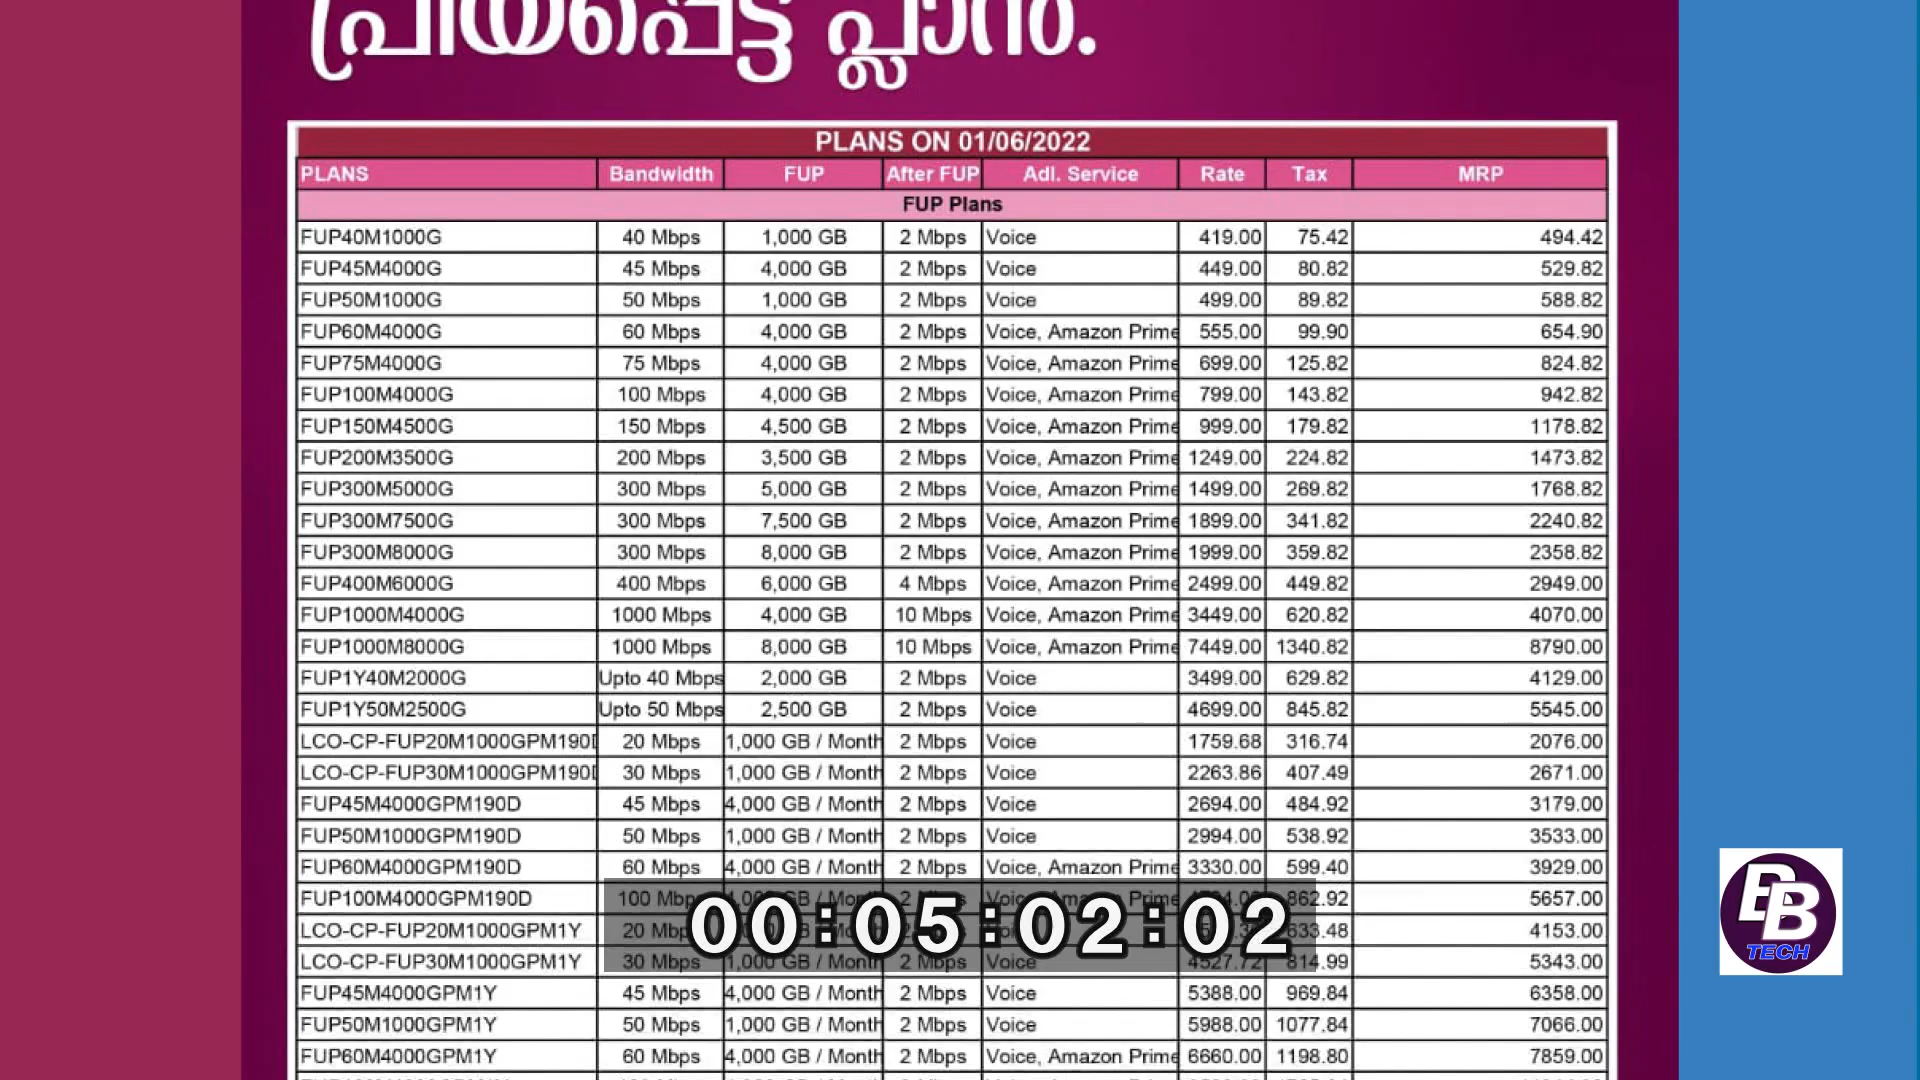 പ്രിയപ്പെട്ട പ്ലാൻ.
PLANS ON 01/06/2022
PLANS Bandwidth FUP After FUP Adl. Service Rate Tax MRP
FUP Plans
FUP40M1000G 40 Mbps 1,000 GB 2 Mbps Voice 419.00 75.42 494.42
FUP45M4000G 45 Mbps 4,000 GB 2 Mbps Voice 449.00 80.82 529.82
FUP50M1000G 50 Mbps 1,000 GB 2 Mbps Voice 499.00 89.82 588.82
FUP60M4000G 60 Mbps 4,000 GB 2 Mbps Voice, Amazon Prime 555.00 99.90 654.90
FUP75M4000G 75 Mbps 4,000 GB 2 Mbps Voice, Amazon Prime 699.00 125.82 824.82
FUP100M4000G 100 Mbps 4,000 GB 2 Mbps Voice, Amazon Prime 799.00 143.82 942.82
FUP150M4500G 150 Mbps 4,500 GB 2 Mbps Voice, Amazon Prime 999.00 179.82 1178.82
FUP200M3500G 200 Mbps 3,500 GB 2 Mbps Voice, Amazon Prime 1249.00 224.82 1473.82
FUP300M5000G 300 Mbps 5,000 GB 2 Mbps Voice, Amazon Prime 1499.00 269.82 1768.82
FUP300M7500G 300 Mbps 7,500 GB 2 Mbps Voice, Amazon Prime 1899.00 341.82 2240.82
FUP300M8000G 300 Mbps 8,000 GB 2 Mbps Voice, Amazon Prime 1999.00 359.82 2358.82
FUP400M6000G 400 Mbps 6,000 GB 4 Mbps Voice, Amazon Prime 2499.00 449.82 2949.00
FUP1000M4000G 1000 Mbps 4,000 GB 10 Mbps Voice, Amazon Prime 3449.00 620.82 4070.00
FUP1000M8000G 1000 Mbps 8,000 GB 10 Mbps Voice, Amazon Prime 7449.00 1340.82 8790.00
FUP1Y40M2000G Upto 40 Mbps 2,000 GB 2 Mbps Voice 3499.00 629.82 4129.00
FUP1Y50M2500G Upto 50 Mbps 2,500 GB 2 Mbps Voice 4699.00 845.82 5545.00
LCO-CP-FUP20M1000GPM190D 20 Mbps 1,000 GB / Month 2 Mbps Voice 1759.68 316.74 2076.00
LCO-CP-FUP30M1000GPM190D 30 Mbps 1,000 GB / Month 2 Mbps Voice 2263.86 407.49 2671.00
FUP45M4000GPM190D 45 Mbps 4,000 GB / Month 2 Mbps Voice 2694.00 484.92 3179.00
FUP50M1000GPM190D 50 Mbps 1,000 GB / Month 2 Mbps Voice 2994.00 538.92 3533.00
FUP60M4000GPM190D 60 Mbps 4,000 GB / Month 2 Mbps Voice, Amazon Prime 3330.00 599.40 3929.00
FUP100M4000GPM190D 100 Mbps 862.92 5657.00
LCO-CP-FUP20M1000GPM1Y 20 Mbps 4153.00
LCO-CP-FUP30M1000GPM1Y 30 Mbps 1,000 GB / Month 2 Mbps Voice 4527.72 814.99 5343.00
00:05:02:02
FUP45M4000GPM1Y 45 Mbps 4,000 GB / Month 2 Mbps Voice 5388.00 969.84 6358.00
FUP50M1000GPM1Y 50 Mbps 1,000 GB / Month 2 Mbps Voice 5988.00 1077.84 7066.00
FUP60M4000GPM1Y 60 Mbps 4,000 GB / Month 2 Mbps Voice, Amazon Prime 6660.00 1198.80 7859.00
BB
TECH